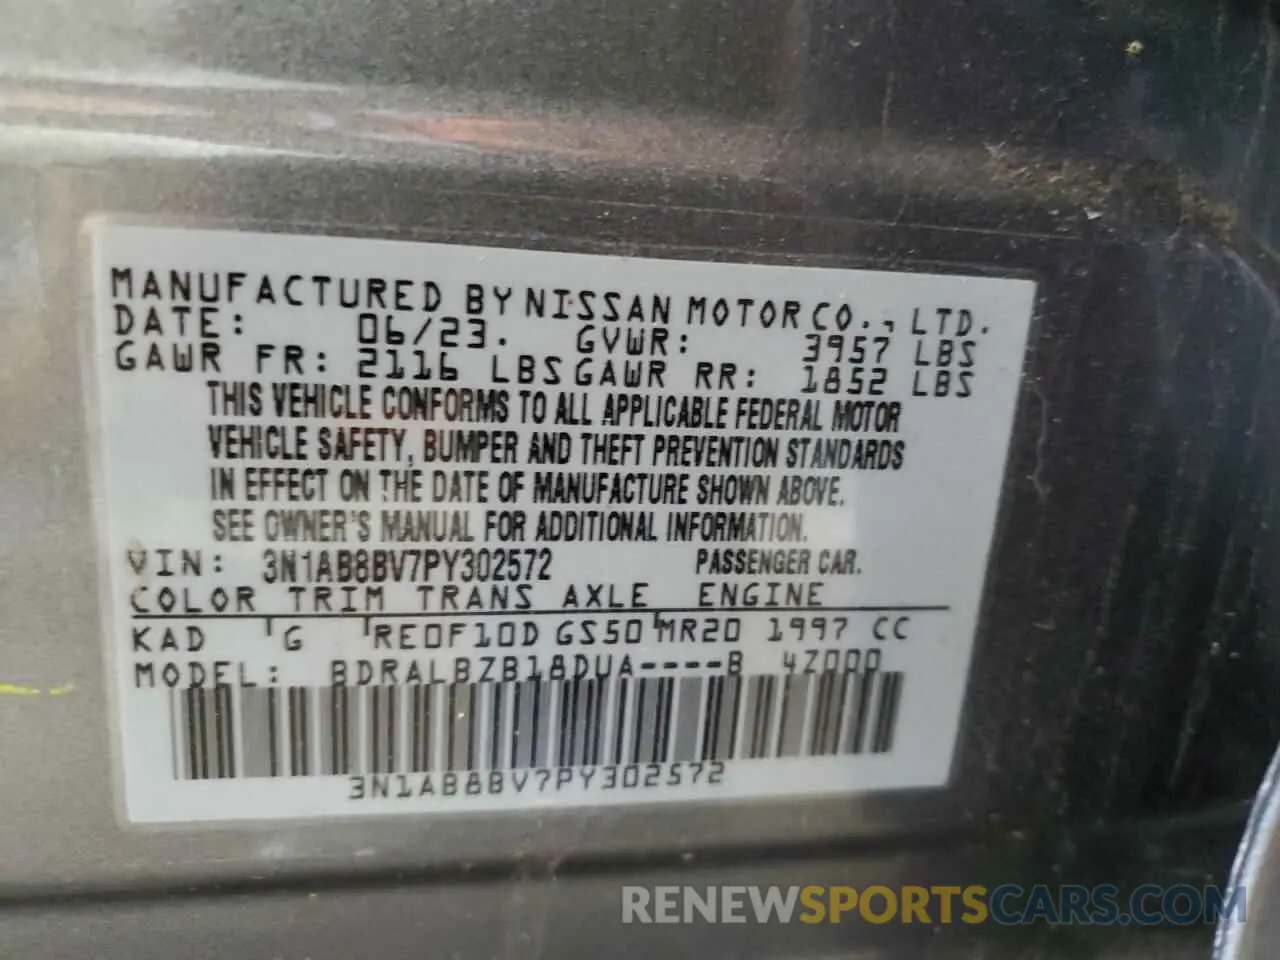 MANUFACTURED BY NISSAN MOTOR CO., LTD.
DATE: 06/23. GVWR: 3957 LBS
GAWR FR: 2116 LBS GAWR RR: 1852 LBS
THIS VEHICLE CONFORMS TO ALL APPLICABLE FEDERAL MOTOR
VEHICLE SAFETY, BUMPER AND THEFT PREVENTION STANDARDS
IN EFFECT ON THE DATE OF MANUFACTURE SHOWN ABOVE.
SEE OWNER'S MANUAL FOR ADDITIONAL INFORMATION.
VIN: 3N1AB8BV7PY302572 PASSENGER CAR.
COLOR TRIM TRANS AXLE ENGINE
KAD G RE0F10D GS50 MR20 1997 CC
MODEL: BDRALBZB18DUA----B 4Z000
3N1AB8BV7PY302572
RENEWSPORTSCARS.COM